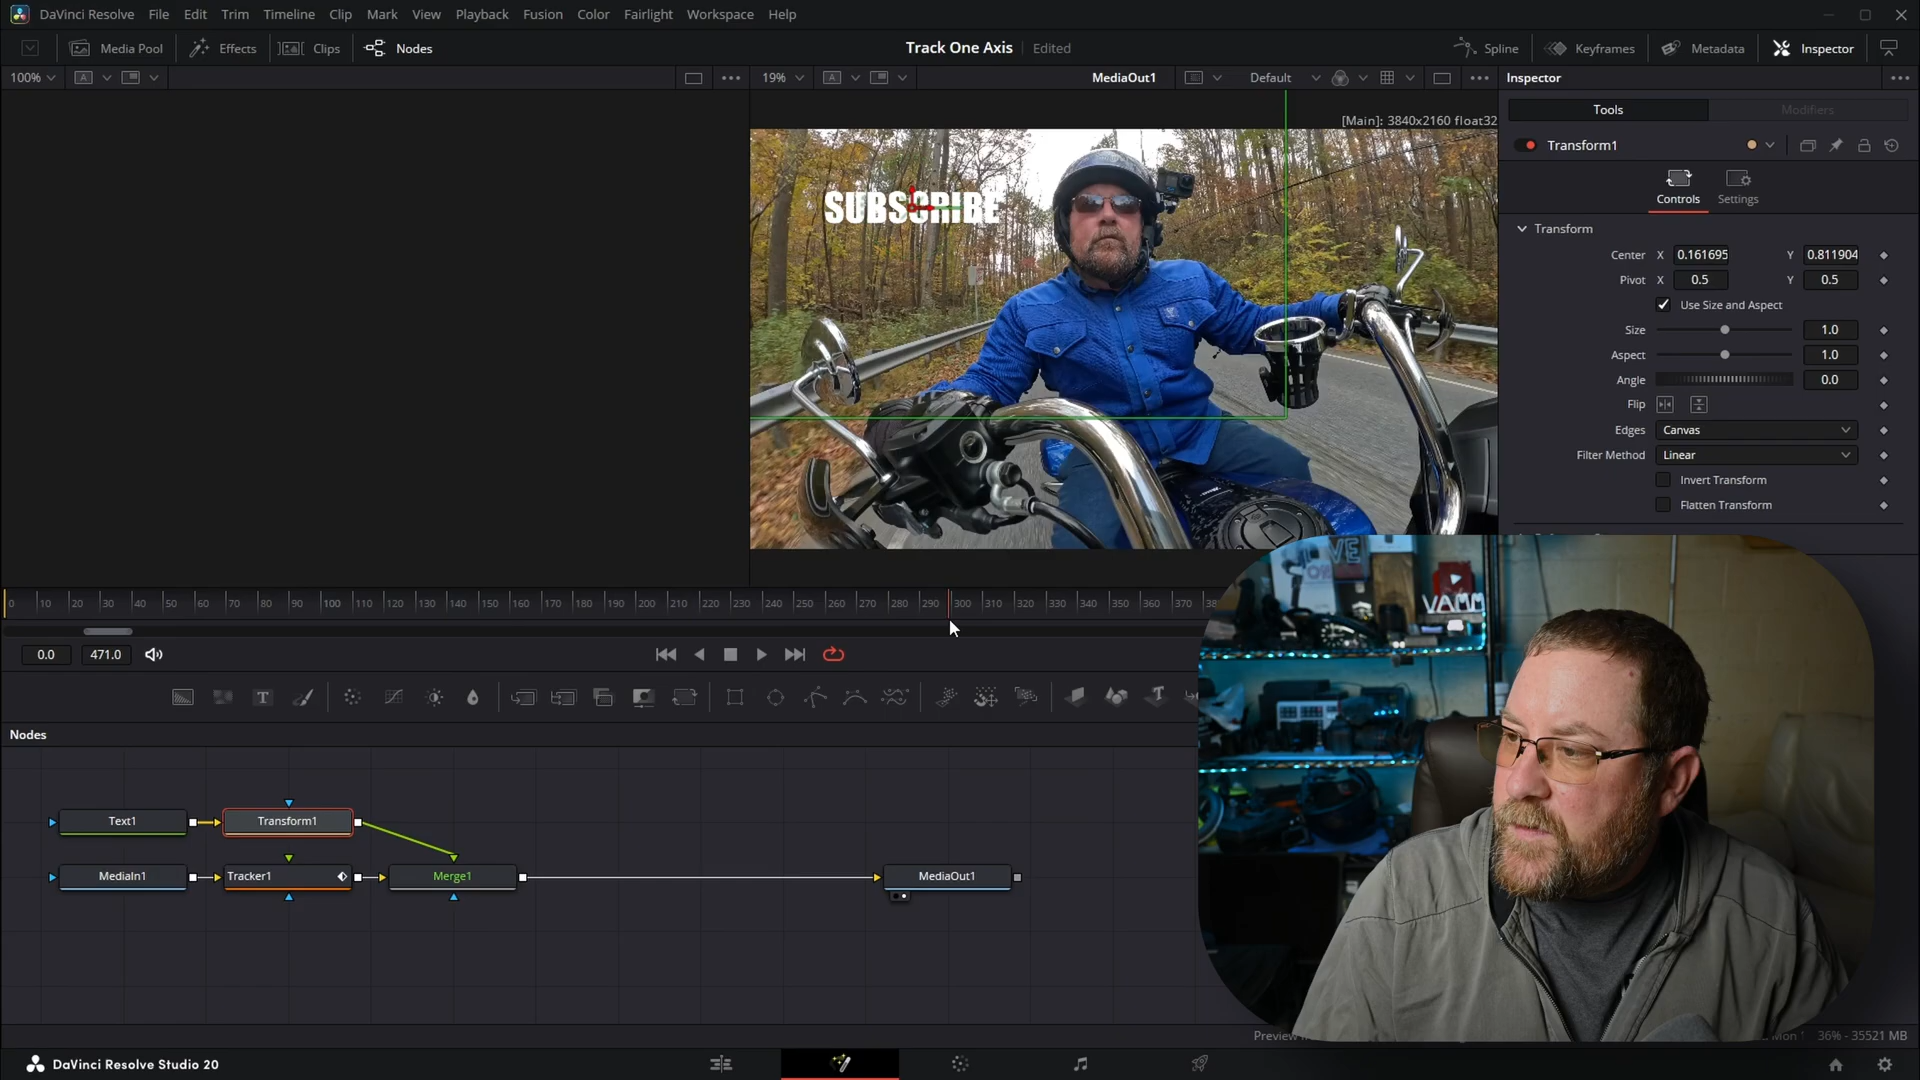 DaVinci Resolve File Edit Trim Timeline Clip Mark View Playback Fusion Color Fairlight Workspace Help
Media Pool Effects Clips Nodes Track One Axis Edited Spline Keyframes Metadata Inspector
100% A 19% A MediaOut1 Default Inspector
[Main]: 3840x2160 float32
Tools Modifiers
Transform1
Controls Settings
Transform
Center X 0.161695 Y 0.811904
Pivot X 0.5 Y 0.5
Use Size and Aspect
Size 1.0
Aspect 1.0
Angle 0.0
Flip
Edges Canvas
Filter Method Linear
Invert Transform
Flatten Transform
SUBSCRIBE
0 10 20 30 40 50 60 70 80 90 100 110 120 130 140 150 160 170 180 190 200 210 220 230 240 250 260 270 280 290 300 310 320 330 340 350 360 370
0.0 471.0
T
Nodes
Text1 Transform1
MediaIn1 Tracker1 Merge1 MediaOut1
VAMM
36% - 35521 MB
DaVinci Resolve Studio 20